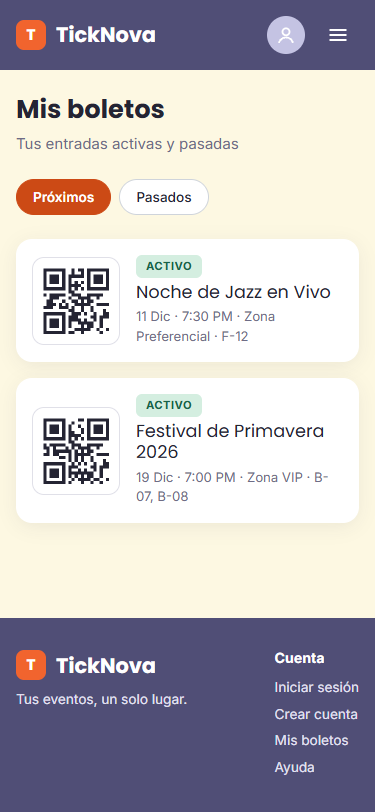 T TickNova
Mis boletos
Tus entradas activas y pasadas
Próximos
Pasados
ACTIVO
Noche de Jazz en Vivo
11 Dic · 7:30 PM · Zona
Preferencial · F-12
ACTIVO
Festival de Primavera
2026
19 Dic · 7:00 PM · Zona VIP · B-
07, B-08
T TickNova
Tus eventos, un solo lugar.
Cuenta
Iniciar sesión
Crear cuenta
Mis boletos
Ayuda